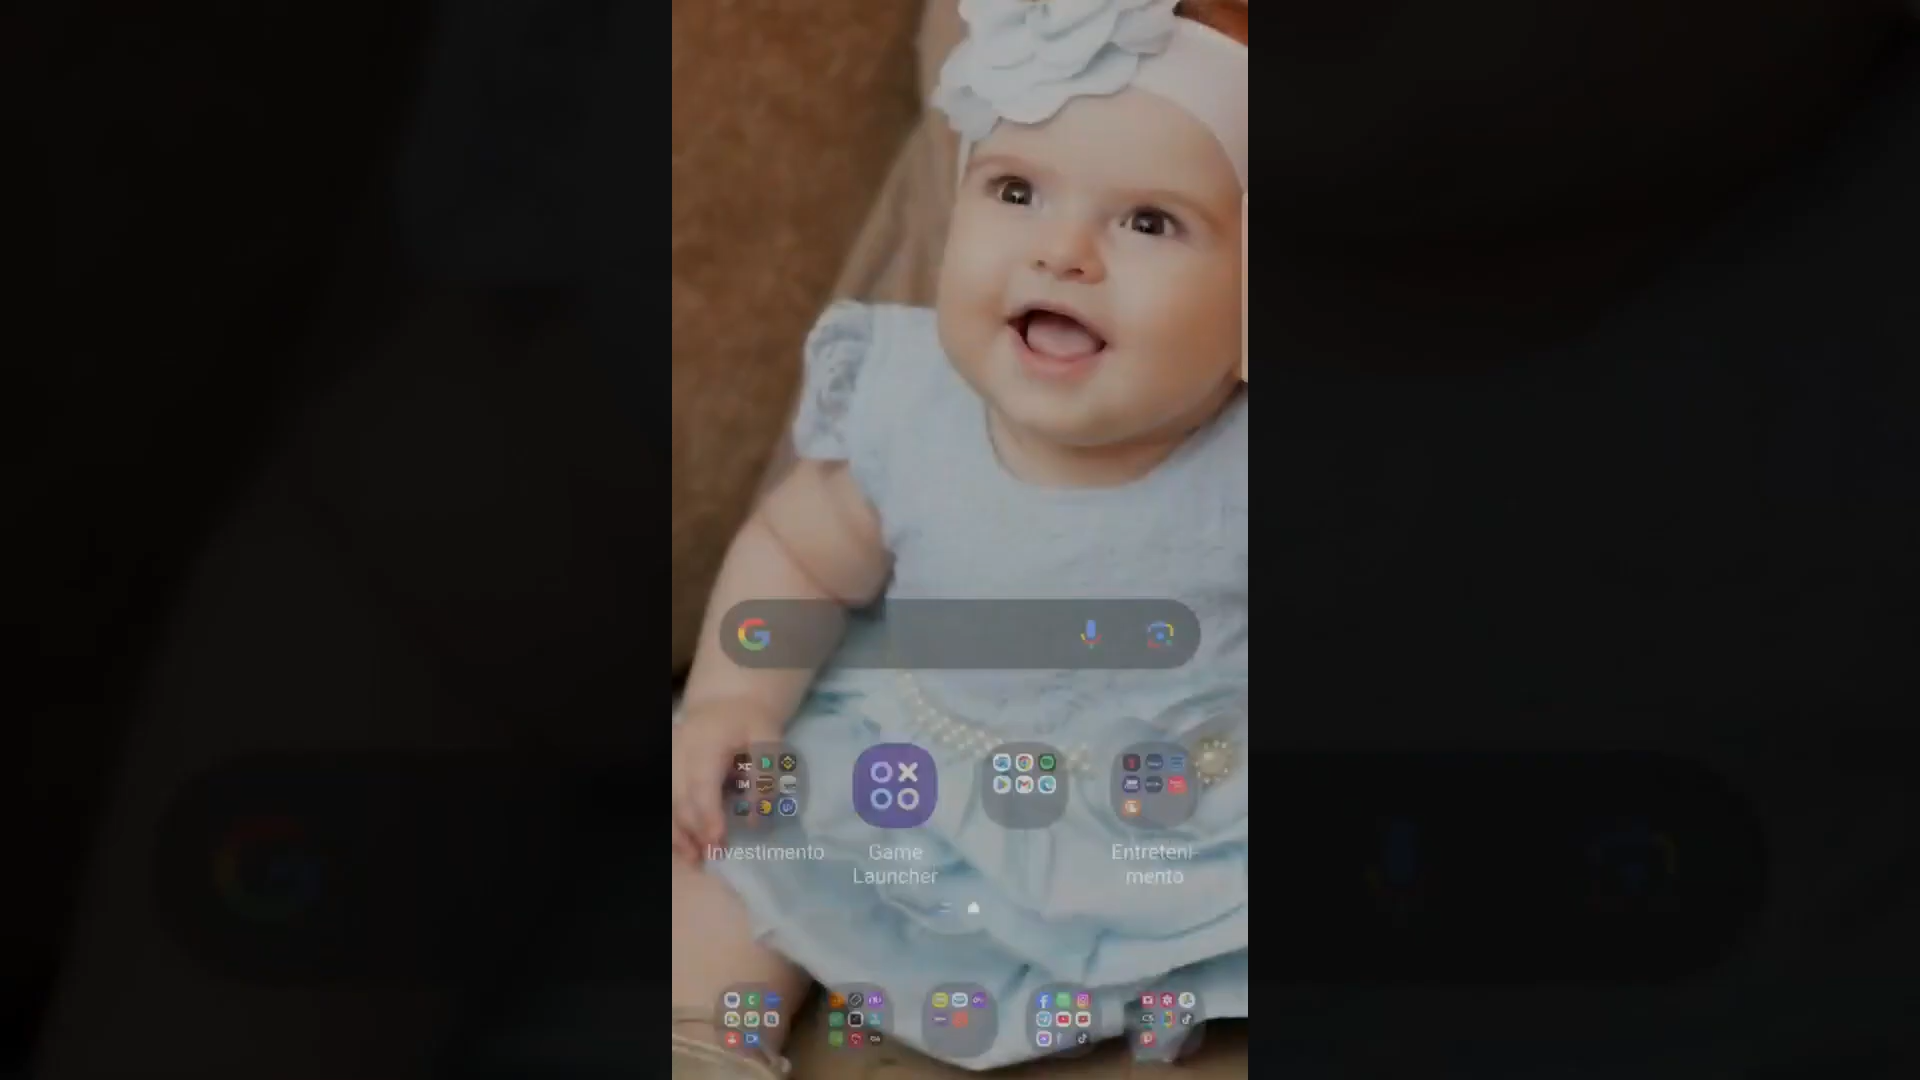 Investimento
Game
Launcher
Entreteni-
mento